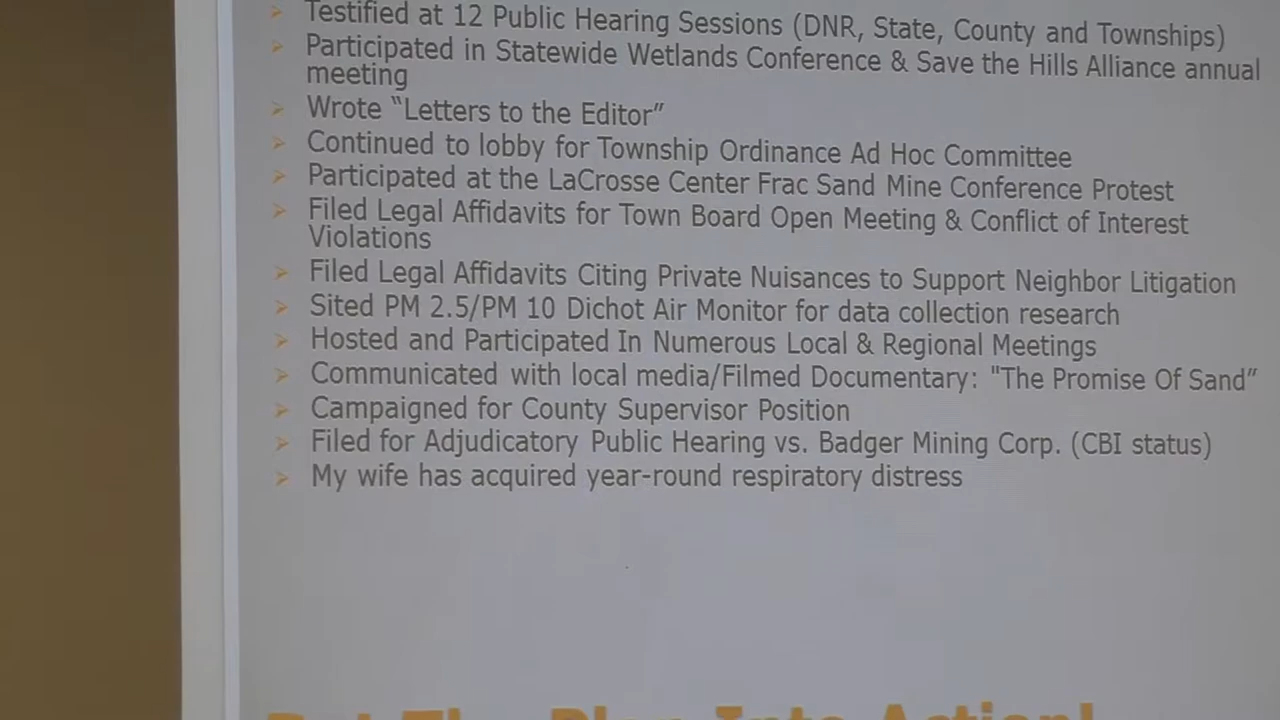 Testified at 12 Public Hearing Sessions (DNR, State, County and Townships)
Participated in Statewide Wetlands Conference & Save the Hills Alliance annual
meeting
Wrote “Letters to the Editor”
Continued to lobby for Township Ordinance Ad Hoc Committee
Participated at the LaCrosse Center Frac Sand Mine Conference Protest
Filed Legal Affidavits for Town Board Open Meeting & Conflict of Interest
Violations
Filed Legal Affidavits Citing Private Nuisances to Support Neighbor Litigation
Sited PM 2.5/PM 10 Dichot Air Monitor for data collection research
Hosted and Participated In Numerous Local & Regional Meetings
Communicated with local media/Filmed Documentary: "The Promise Of Sand”
Campaigned for County Supervisor Position
Filed for Adjudicatory Public Hearing vs. Badger Mining Corp. (CBI status)
My wife has acquired year-round respiratory distress
Put The Plan Into Action!